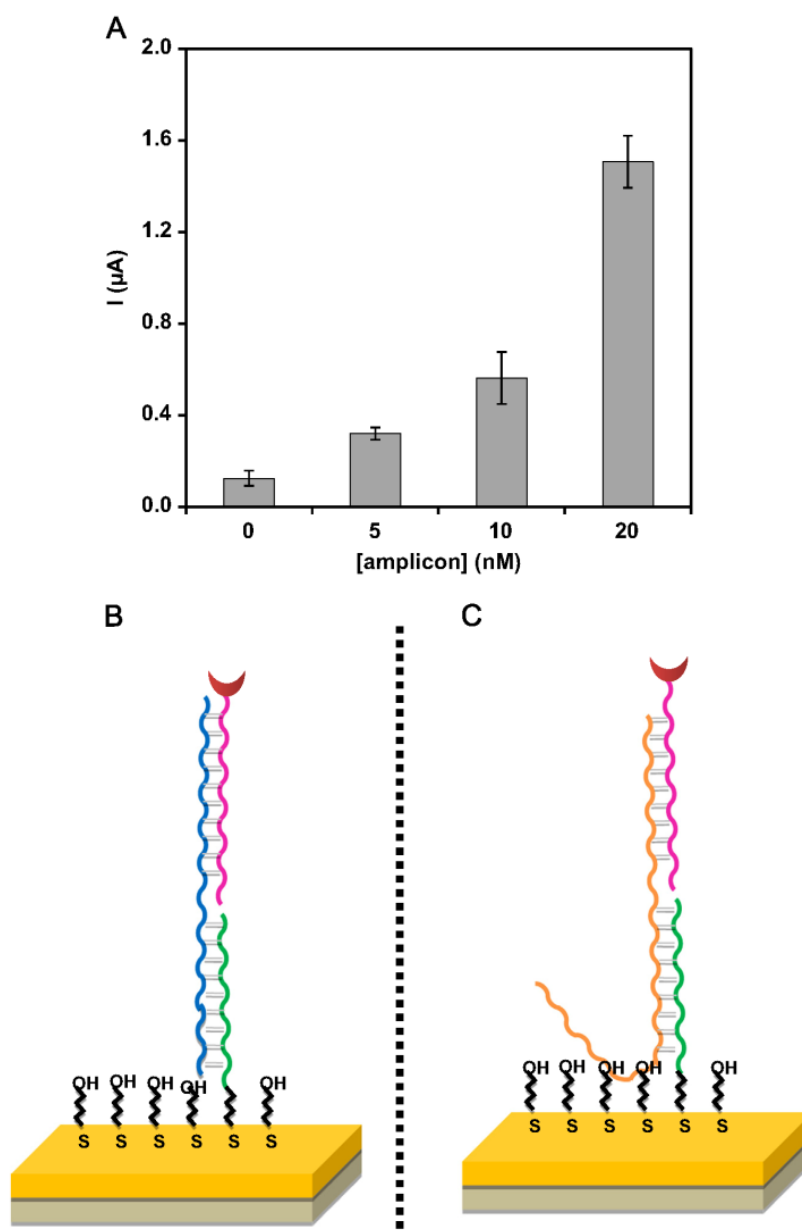 A
2.0
1.6
1.2
0.8
0.4
0.0
I (µA)
0 5 10 20
[amplicon] (nM)
B
C
OH OH OH OH OH
S S S S S S
OH OH OH OH OH
S S S S S S